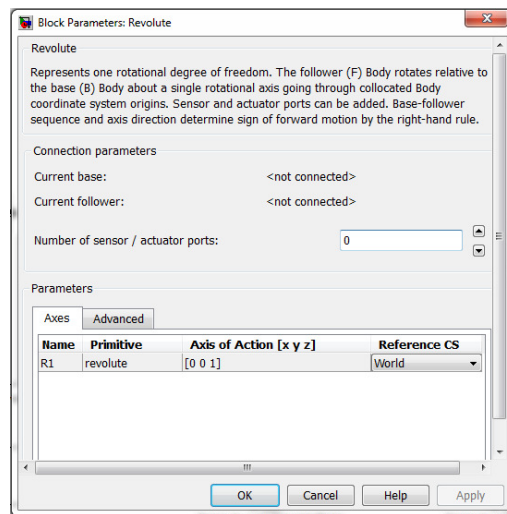 Block Parameters: Revolute
Revolute
Represents one rotational degree of freedom. The follower (F) Body rotates relative to
the base (B) Body about a single rotational axis going through collocated Body
coordinate system origins. Sensor and actuator ports can be added. Base-follower
sequence and axis direction determine sign of forward motion by the right-hand rule.
Connection parameters
Current base: <not connected>
Current follower: <not connected>
Number of sensor / actuator ports: 0
Parameters
Axes Advanced
Name Primitive Axis of Action [x y z] Reference CS
R1 revolute [0 0 1] World
OK Cancel Help Apply